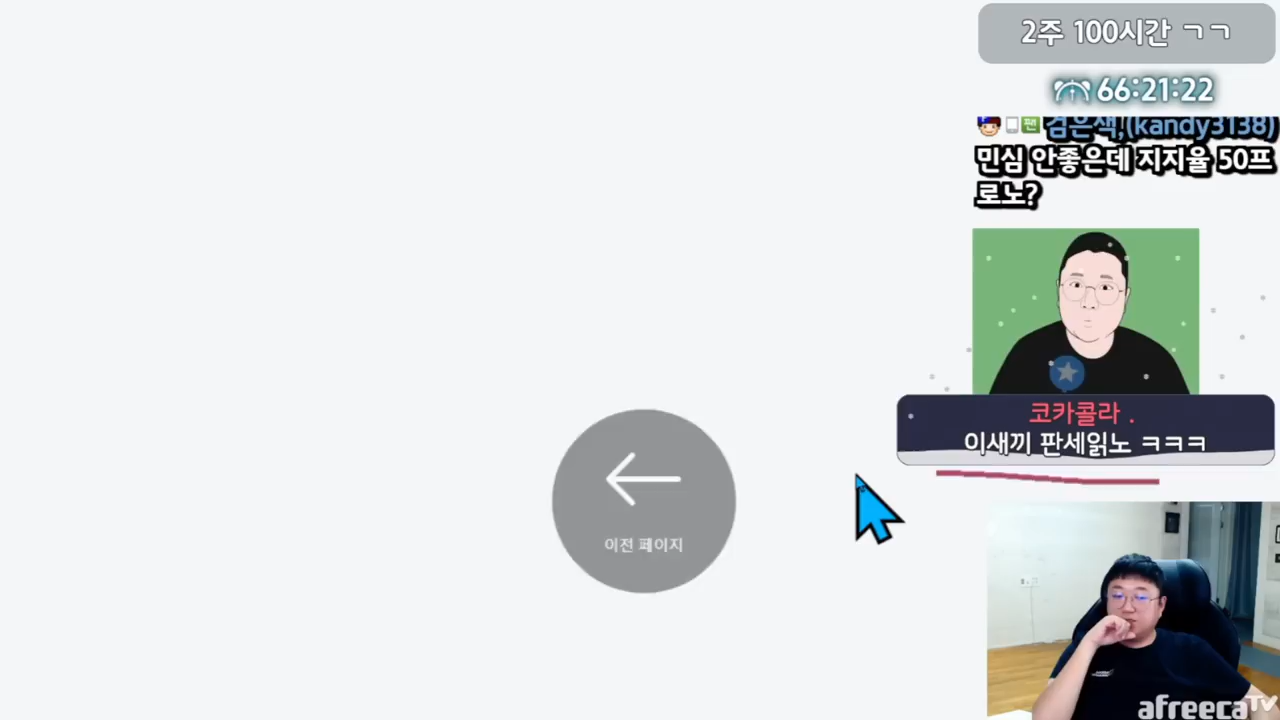 2주 100시간 ㄱㄱ
66:21:22
팬 검은색,(kandy3138)
민심 안좋은데 지지율 50프
로노?
코카콜라 .
이새끼 판세읽노 ㅋㅋㅋ
이전 페이지
afreecaTV